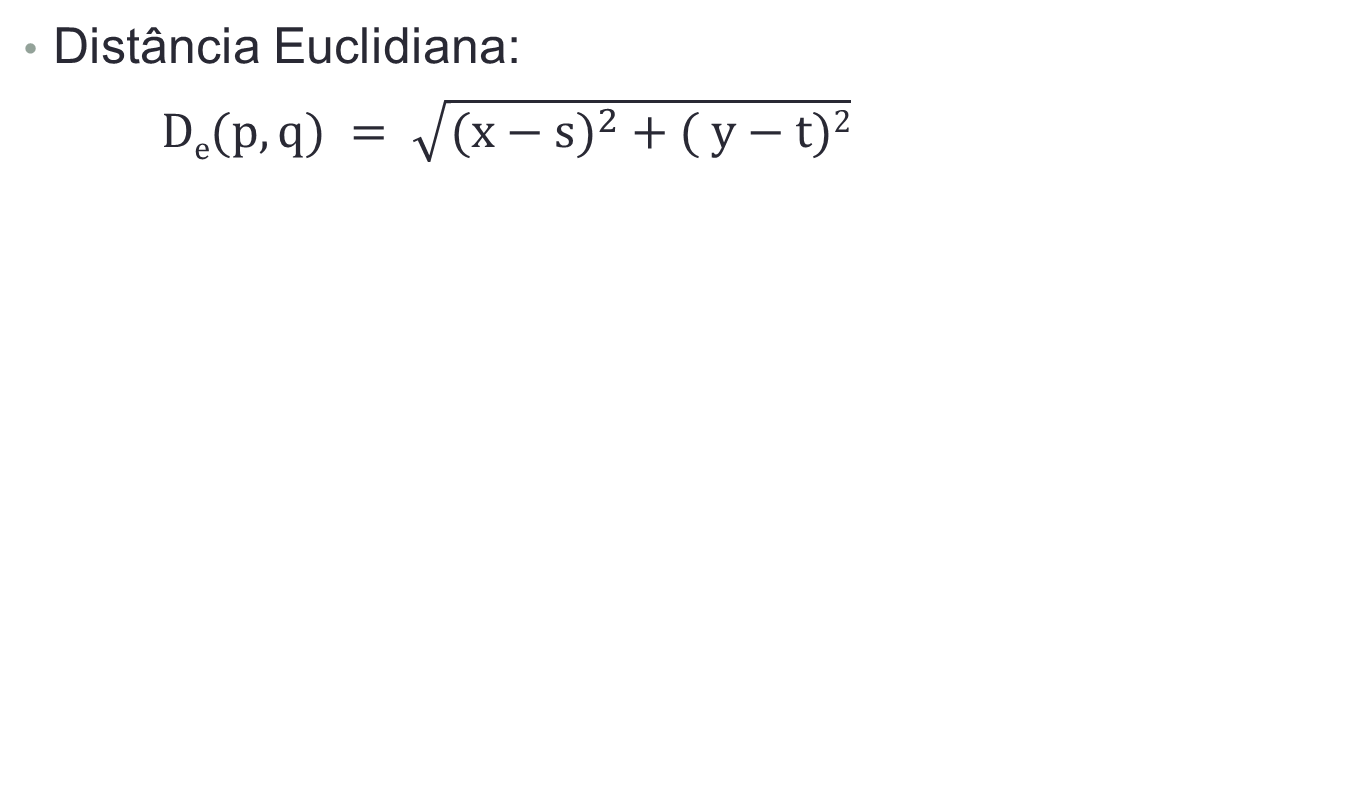 • Distância Euclidiana:
Dₑ(p, q) = √(x − s)² + ( y − t)²